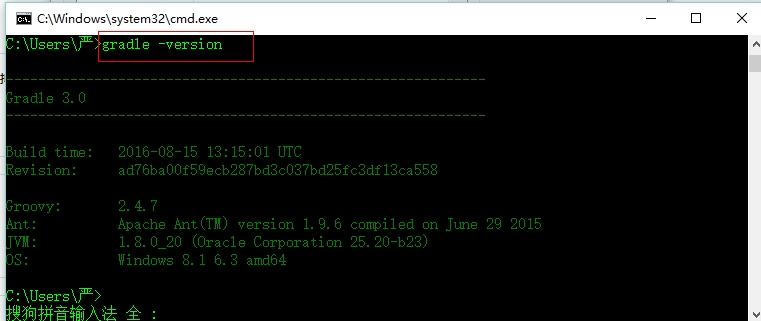 C:\Windows\system32\cmd.exe
C:\Users\严>gradle -version
------------------------------------------------------------
Gradle 3.0
------------------------------------------------------------
Build time:   2016-08-15 13:15:01 UTC
Revision:     ad76ba00f59ecb287bd3c037bd25fc3df13ca558
Groovy:       2.4.7
Ant:          Apache Ant(TM) version 1.9.6 compiled on June 29 2015
JVM:          1.8.0_20 (Oracle Corporation 25.20-b23)
OS:           Windows 8.1 6.3 amd64
C:\Users\严>
搜狗拼音输入法 全 :